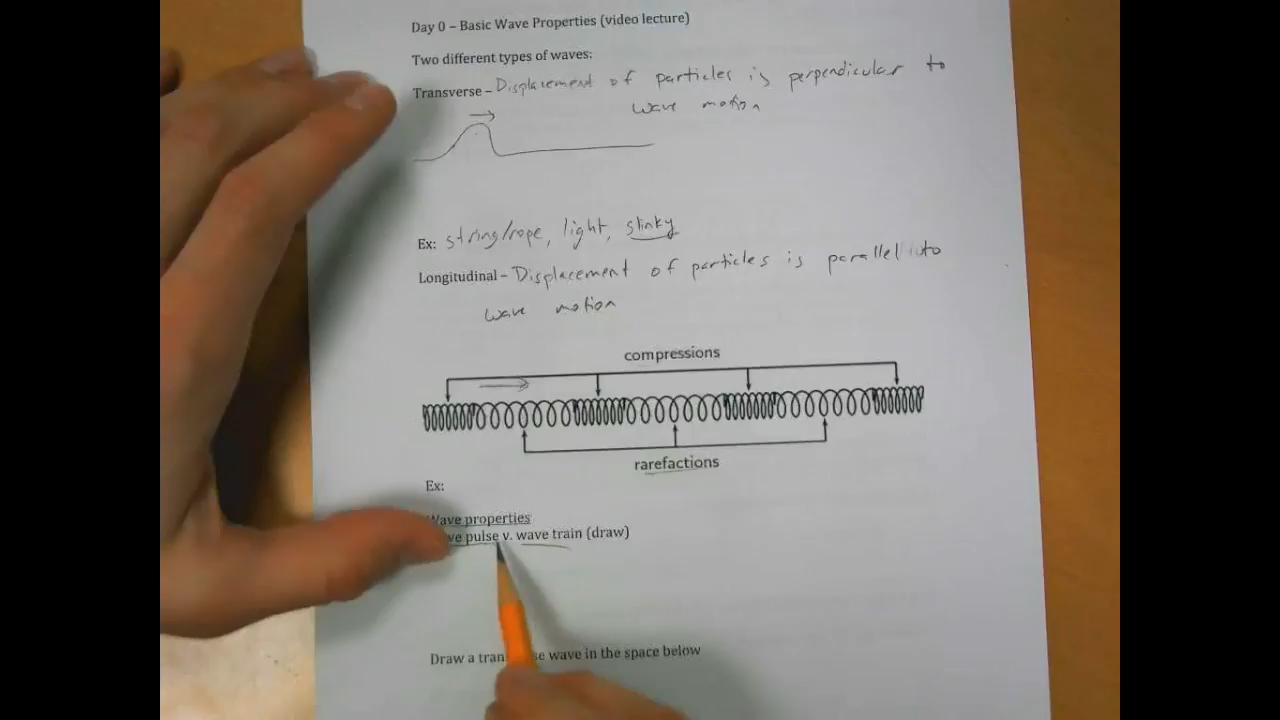 Day 0 – Basic Wave Properties (video lecture)
Two different types of waves:
Transverse – Displacement of particles is perpendicular to
wave motion
Ex: string/rope, light, slinky
Longitudinal – Displacement of particles is parallel to
wave motion
compressions
rarefactions
Ex:
Wave properties
pulse v. wave train (draw)
Draw a wave in the space below